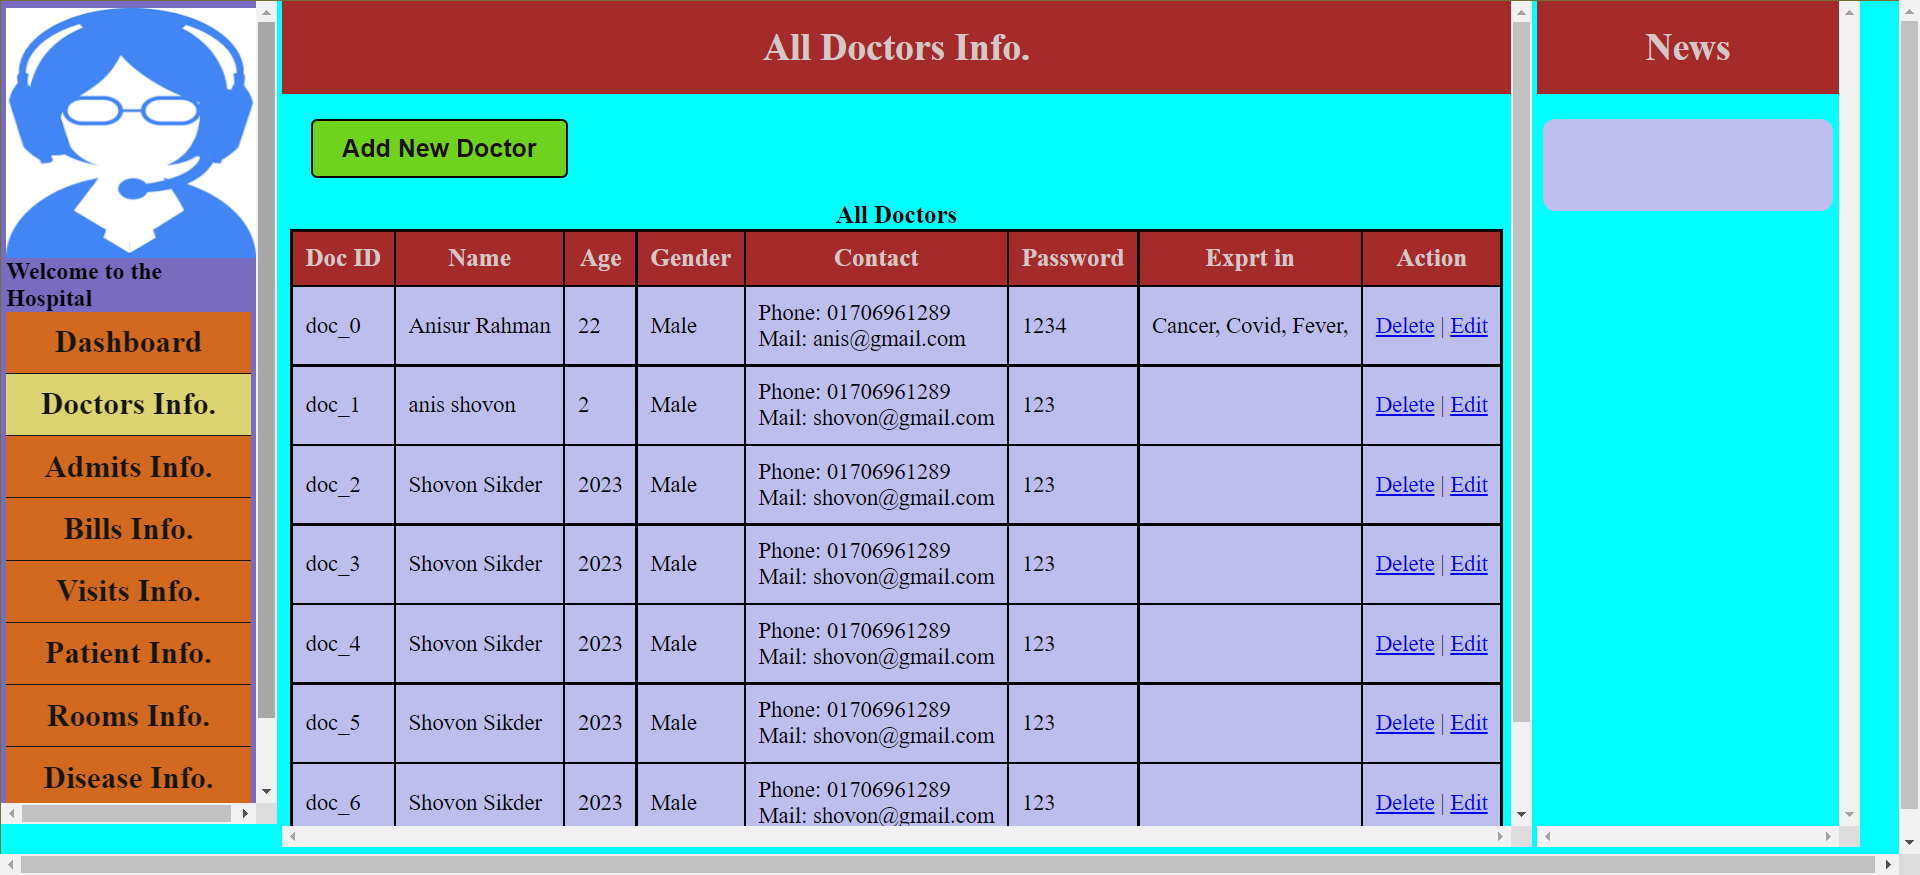 Welcome to the
Hospital
Dashboard
Doctors Info.
Admits Info.
Bills Info.
Visits Info.
Patient Info.
Rooms Info.
Disease Info.
All Doctors Info.
Add New Doctor
All Doctors
Doc ID Name Age Gender Contact Password Exprt in Action
doc_0 Anisur Rahman 22 Male Phone: 01706961289 1234 Cancer, Covid, Fever, Delete | Edit
Mail: anis@gmail.com
doc_1 anis shovon 2 Male Phone: 01706961289 123 Delete | Edit
Mail: shovon@gmail.com
doc_2 Shovon Sikder 2023 Male Phone: 01706961289 123 Delete | Edit
Mail: shovon@gmail.com
doc_3 Shovon Sikder 2023 Male Phone: 01706961289 123 Delete | Edit
Mail: shovon@gmail.com
doc_4 Shovon Sikder 2023 Male Phone: 01706961289 123 Delete | Edit
Mail: shovon@gmail.com
doc_5 Shovon Sikder 2023 Male Phone: 01706961289 123 Delete | Edit
Mail: shovon@gmail.com
doc_6 Shovon Sikder 2023 Male Phone: 01706961289 123 Delete | Edit
Mail: shovon@gmail.com
News